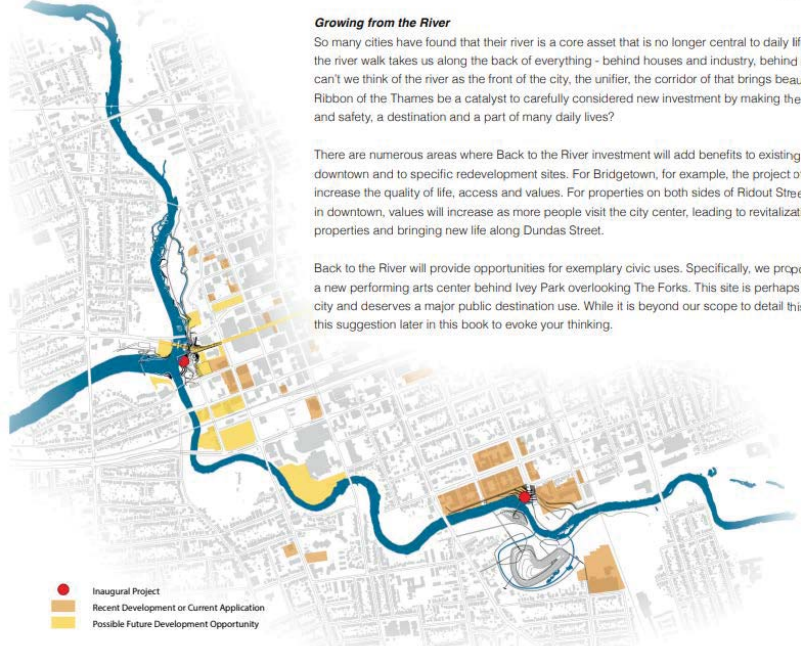 Growing from the River
So many cities have found that their river is a core asset that is no longer central to daily
the river walk takes us along the back of everything - behind houses and industry, behind
can't we think of the river as the front of the city, the unifier, the corridor of that brings
Ribbon of the Thames be a catalyst to carefully considered new investment by making
and safety, a destination and a part of many daily lives?
There are numerous areas where Back to the River investment will add benefits to existing
downtown and to specific redevelopment sites. For Bridgetown, for example, the project
increase the quality of life, access and values. For properties on both sides of Ridout
in downtown, values will increase as more people visit the city center, leading to
properties and bringing new life along Dundas Street.
Back to the River will provide opportunities for exemplary civic uses. Specifically, we
a new performing arts center behind Ivey Park overlooking The Forks. This site is perhaps
city and deserves a major public destination use. While it is beyond our scope to detail
this suggestion later in this book to evoke your thinking.
Inaugural Project
Recent Development or Current Application
Possible Future Development Opportunity